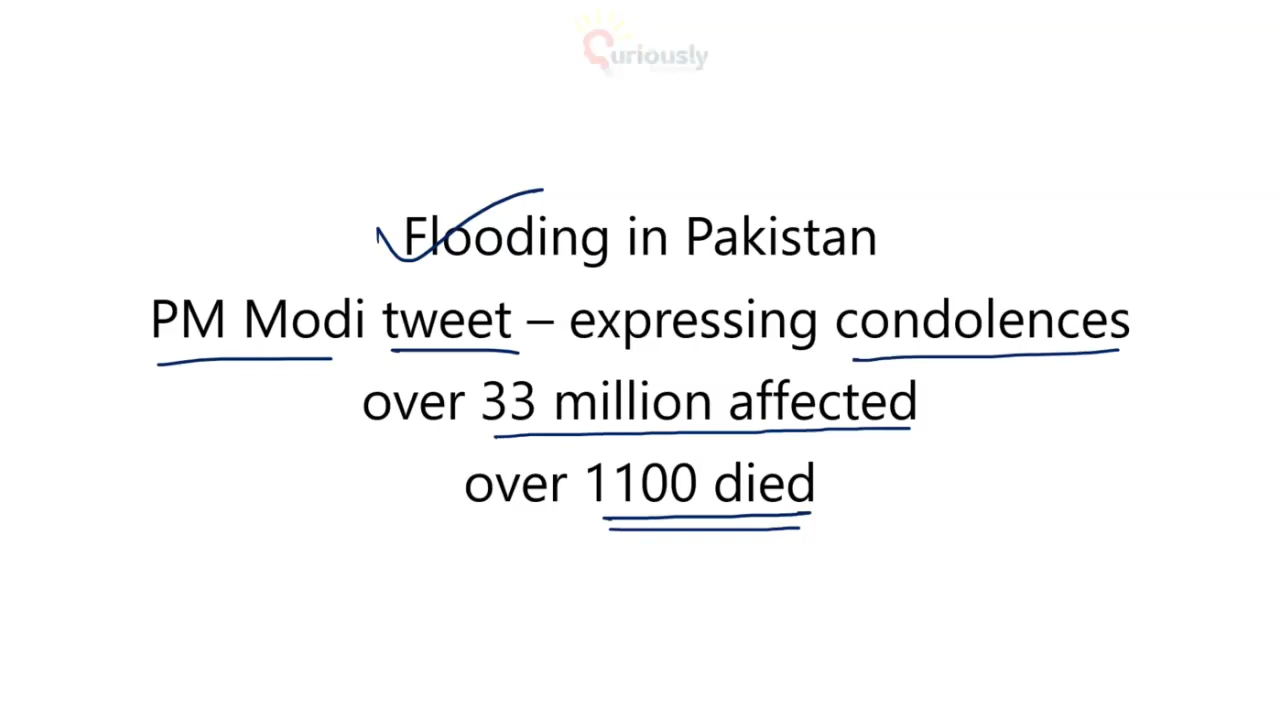 Curiously
Flooding in Pakistan
PM Modi tweet – expressing condolences
over 33 million affected
over 1100 died